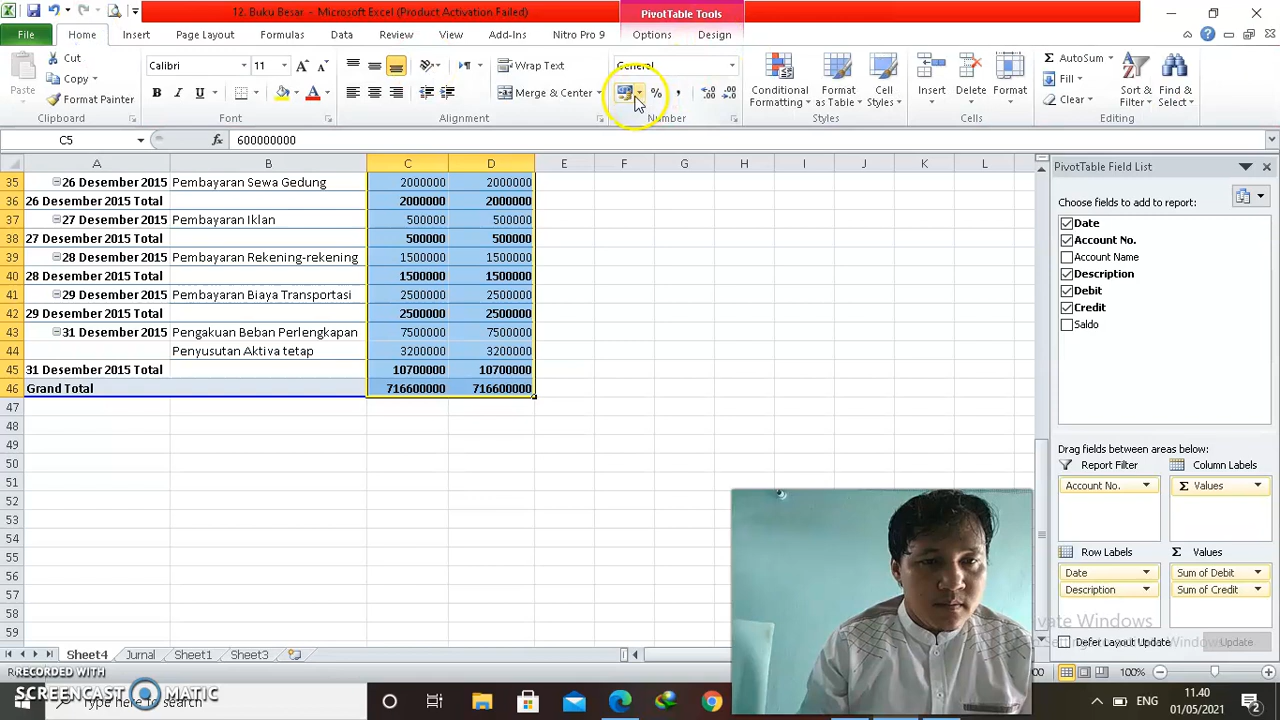 12. Buku Besar - Microsoft Excel (Product Activation Failed)
PivotTable Tools
File Home Insert Page Layout Formulas Data Review View Add-Ins Nitro Pro 9 Options Design
Cut
Copy
Format Painter
Paste
Clipboard
Calibri 11
B I U
Font
Wrap Text
Merge & Center
Alignment
General
%
Number
Conditional Formatting
Format as Table
Cell Styles
Styles
Insert Delete Format
Cells
AutoSum
Fill
Clear
Sort & Filter
Find & Select
Editing
C5 fx 600000000
A B C D E F G H I J K L
35 26 Desember 2015 Pembayaran Sewa Gedung 2000000 2000000
36 26 Desember 2015 Total 2000000 2000000
37 27 Desember 2015 Pembayaran Iklan 500000 500000
38 27 Desember 2015 Total 500000 500000
39 28 Desember 2015 Pembayaran Rekening-rekening 1500000 1500000
40 28 Desember 2015 Total 1500000 1500000
41 29 Desember 2015 Pembayaran Biaya Transportasi 2500000 2500000
42 29 Desember 2015 Total 2500000 2500000
43 31 Desember 2015 Pengakuan Beban Perlengkapan 7500000 7500000
44 Penyusutan Aktiva tetap 3200000 3200000
45 31 Desember 2015 Total 10700000 10700000
46 Grand Total 716600000 716600000
47
48
49
50
51
52
53
54
55
56
57
58
59
PivotTable Field List
Choose fields to add to report:
Date
Account No.
Account Name
Description
Debit
Credit
Saldo
Drag fields between areas below:
Report Filter Column Labels
Account No. Σ Values
Row Labels Σ Values
Date Sum of Debit
Description Sum of Credit
Defer Layout Update Update
Sheet4 Jurnal Sheet1 Sheet3
100%
RECORDED WITH
SCREENCAST MATIC
here to search
ENG
11.40
01/05/2021
2